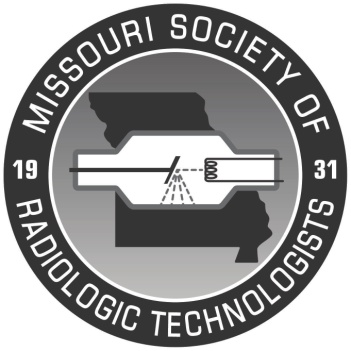 MISSOURI SOCIETY OF
19 31
RADIOLOGIC TECHNOLOGISTS